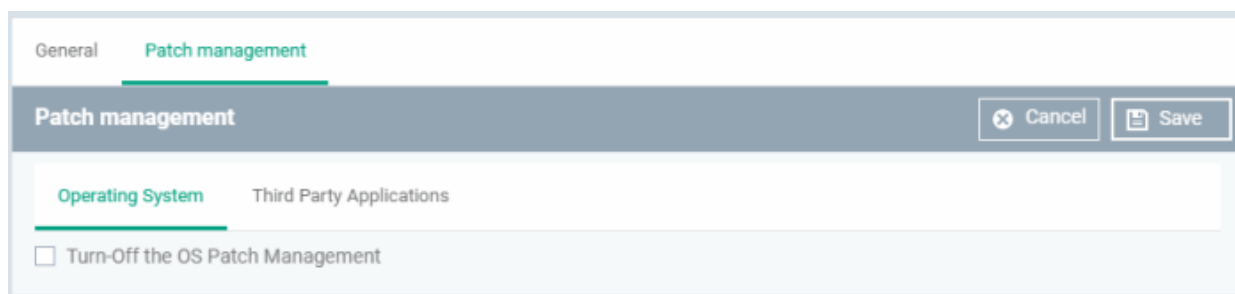 General Patch management
Patch management Cancel Save
Operating System Third Party Applications
Turn-Off the OS Patch Management